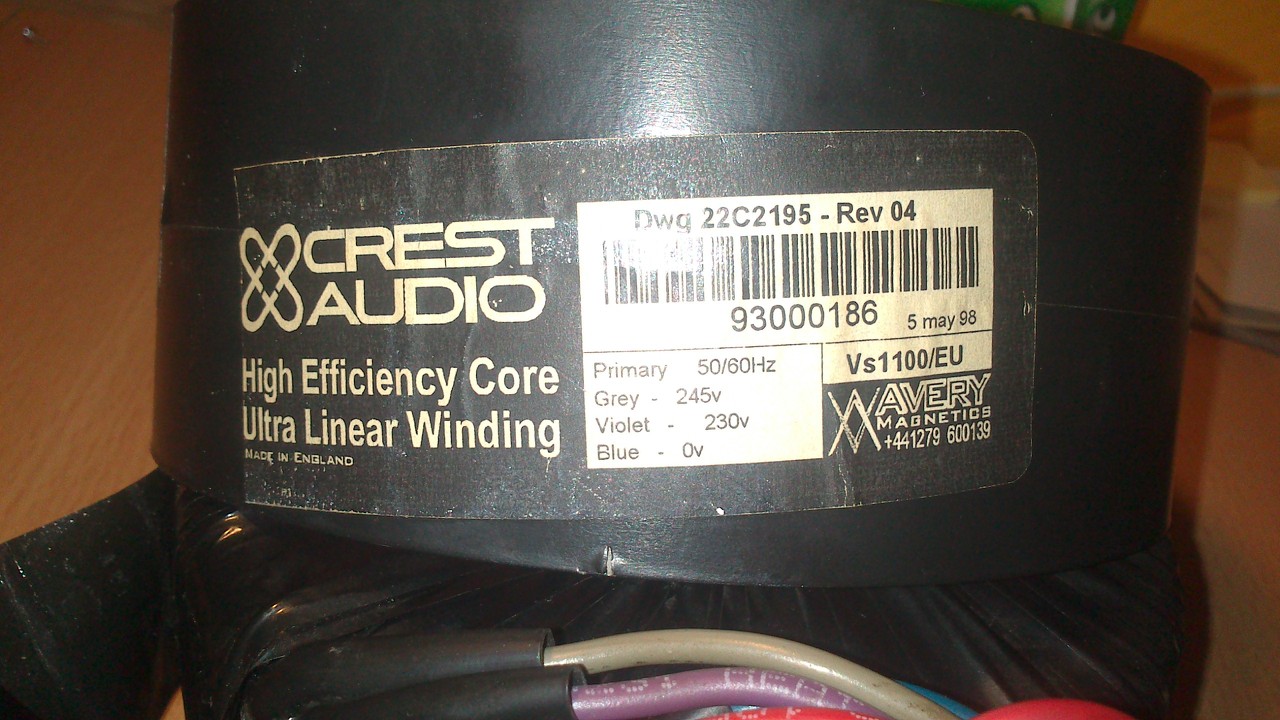 CREST
AUDIO
High Efficiency Core
Ultra Linear Winding
MADE IN ENGLAND
Dwg 22C2195 - Rev 04
93000186
5 may 98
Primary 50/60Hz
Grey - 245v
Violet - 230v
Blue - 0v
Vs1100/EU
AVERY
MAGNETICS
+441279 600139